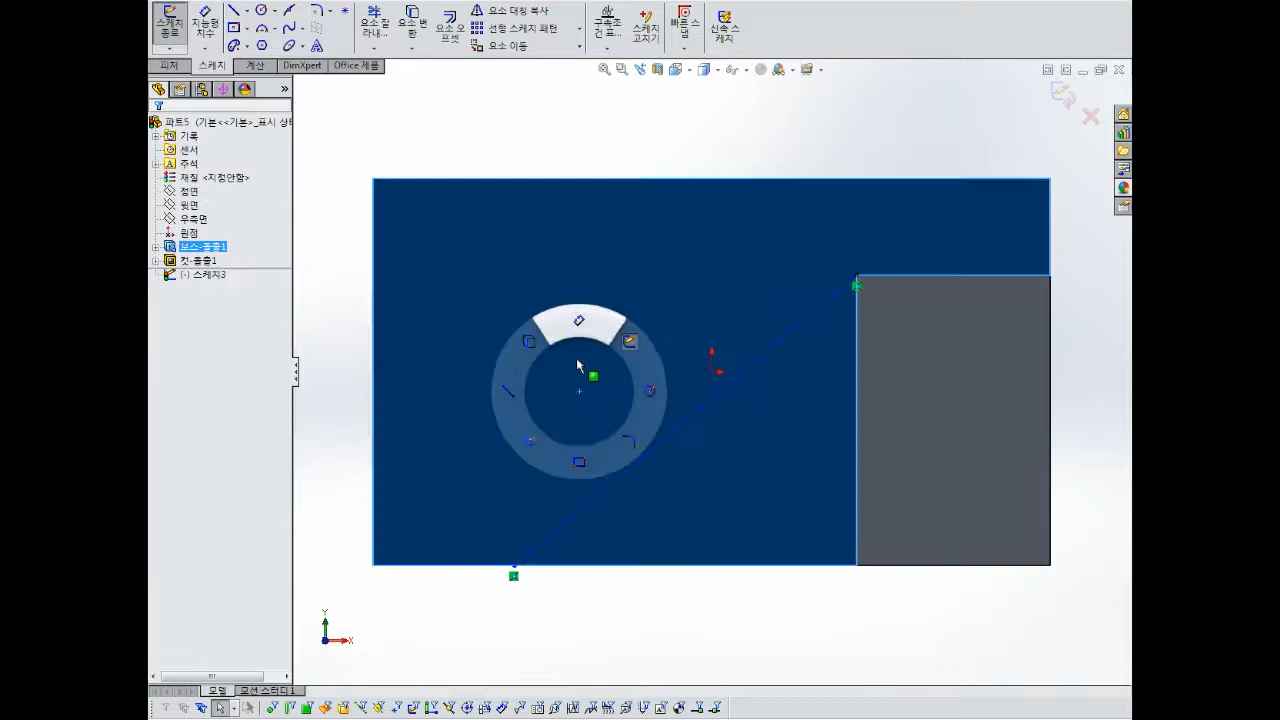 스케치 종료
지능형 치수
요소 잘라내...
요소 변환
요소 오프셋
요소 대칭 복사
선형 스케치 패턴
요소 이동
구속조건 표...
스케치 고치기
빠른 스냅
신속 스케치
피처 스케치 계산 DimXpert Office 제품
파트5 (기본<<기본>_표시 상태
기록
센서
주석
재질 <지정안함>
정면
윗면
우측면
원점
보스-돌출1
컷-돌출1
(-) 스케치3
Y
X
모델 모션 스터디 1